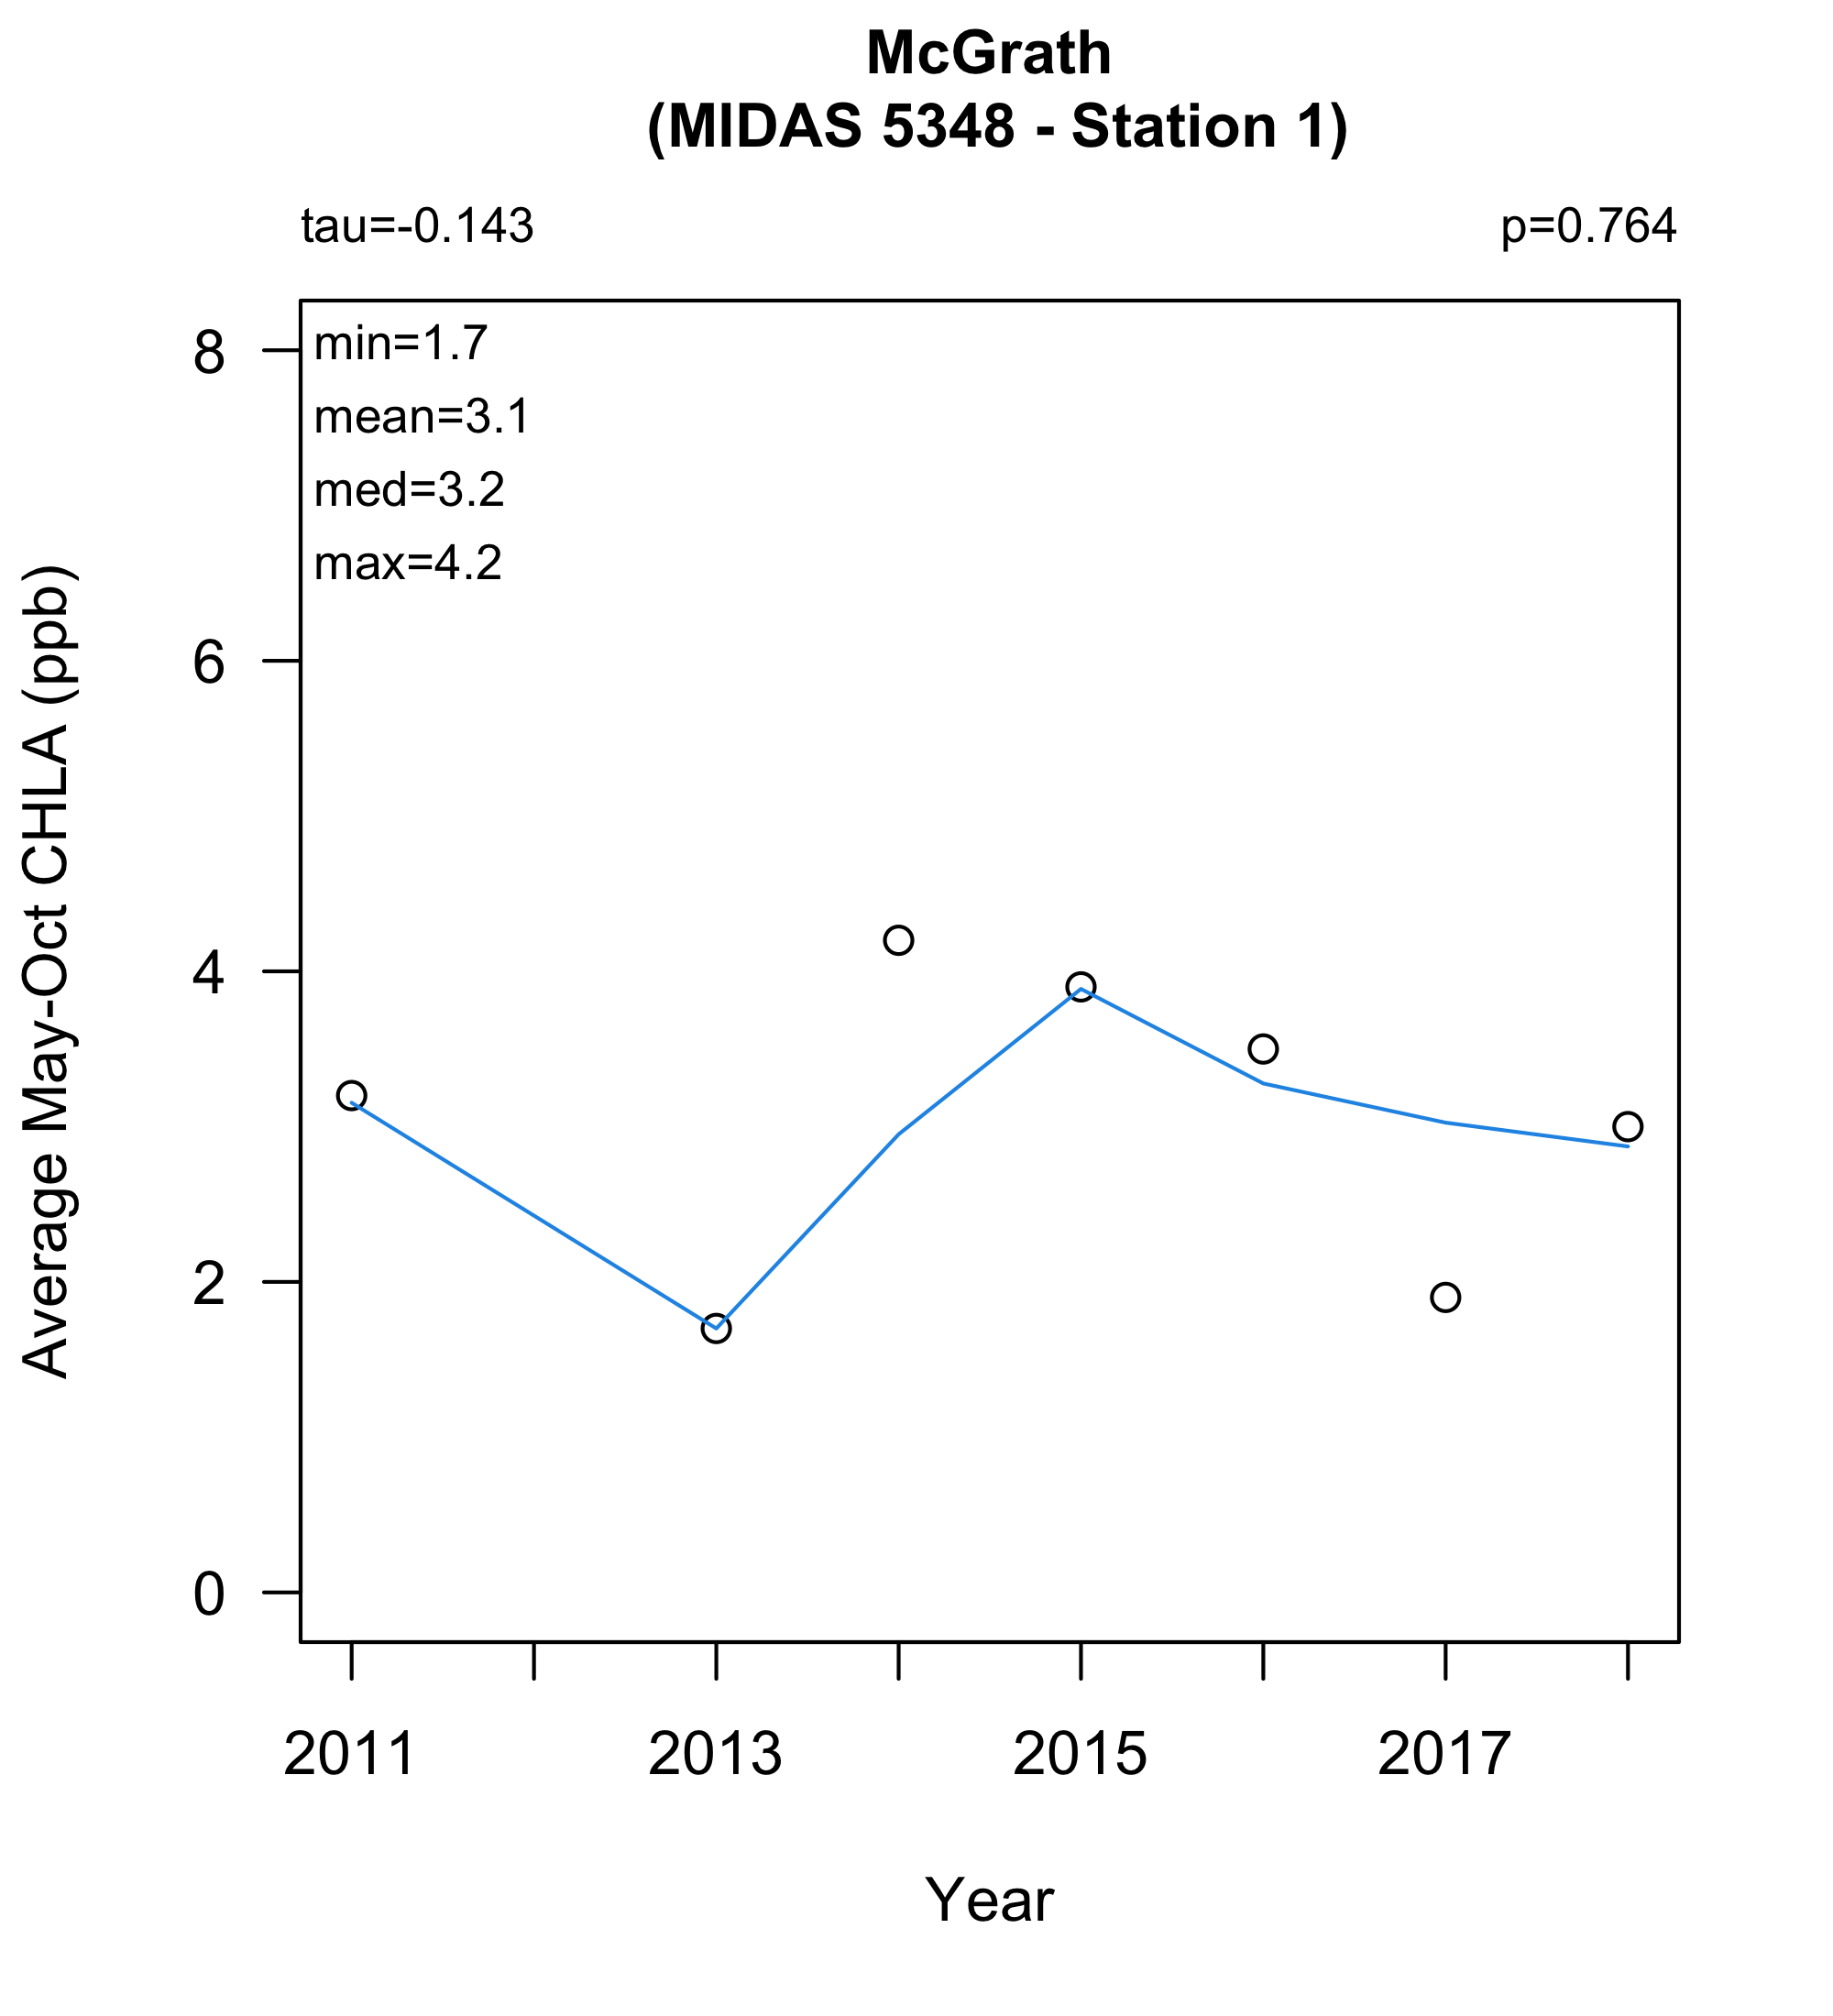 McGrath
(MIDAS 5348 - Station 1)
tau=-0.143
p=0.764
min=1.7
mean=3.1
med=3.2
max=4.2
Average May-Oct CHLA (ppb)
8
6
4
2
0
2011
2013
2015
2017
Year